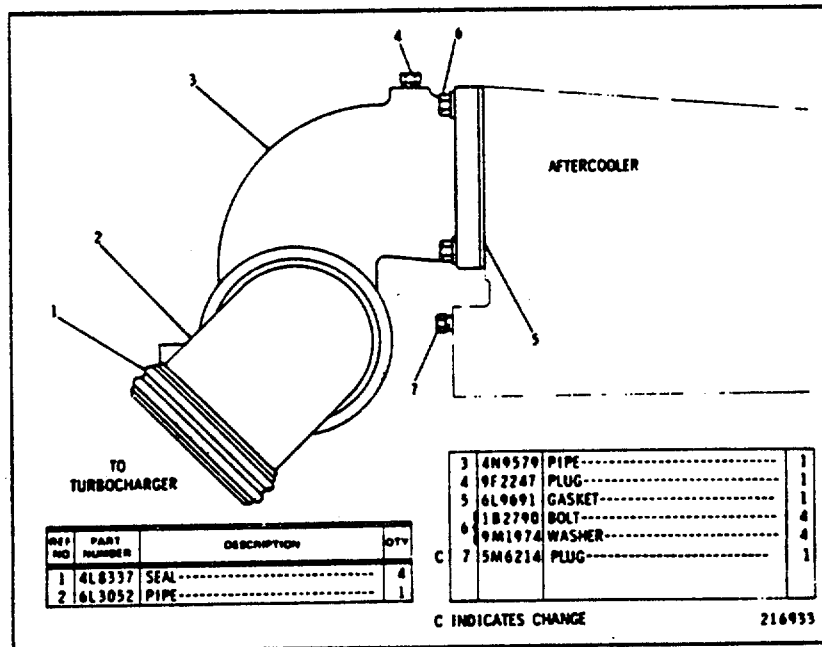 4
6
3
AFTERCOOLER
2
1
5
7
TO
TURBOCHARGER
REF NO PART NUMBER DESCRIPTION QTY
1 4L8337 SEAL 4
2 6L3052 PIPE 1
3 4N9579 PIPE 1
4 9F2247 PLUG 1
5 6L9691 GASKET 1
6 1B2790 BOLT 4
9M1974 WASHER 4
C 7 5M6214 PLUG 1
C INDICATES CHANGE 216933